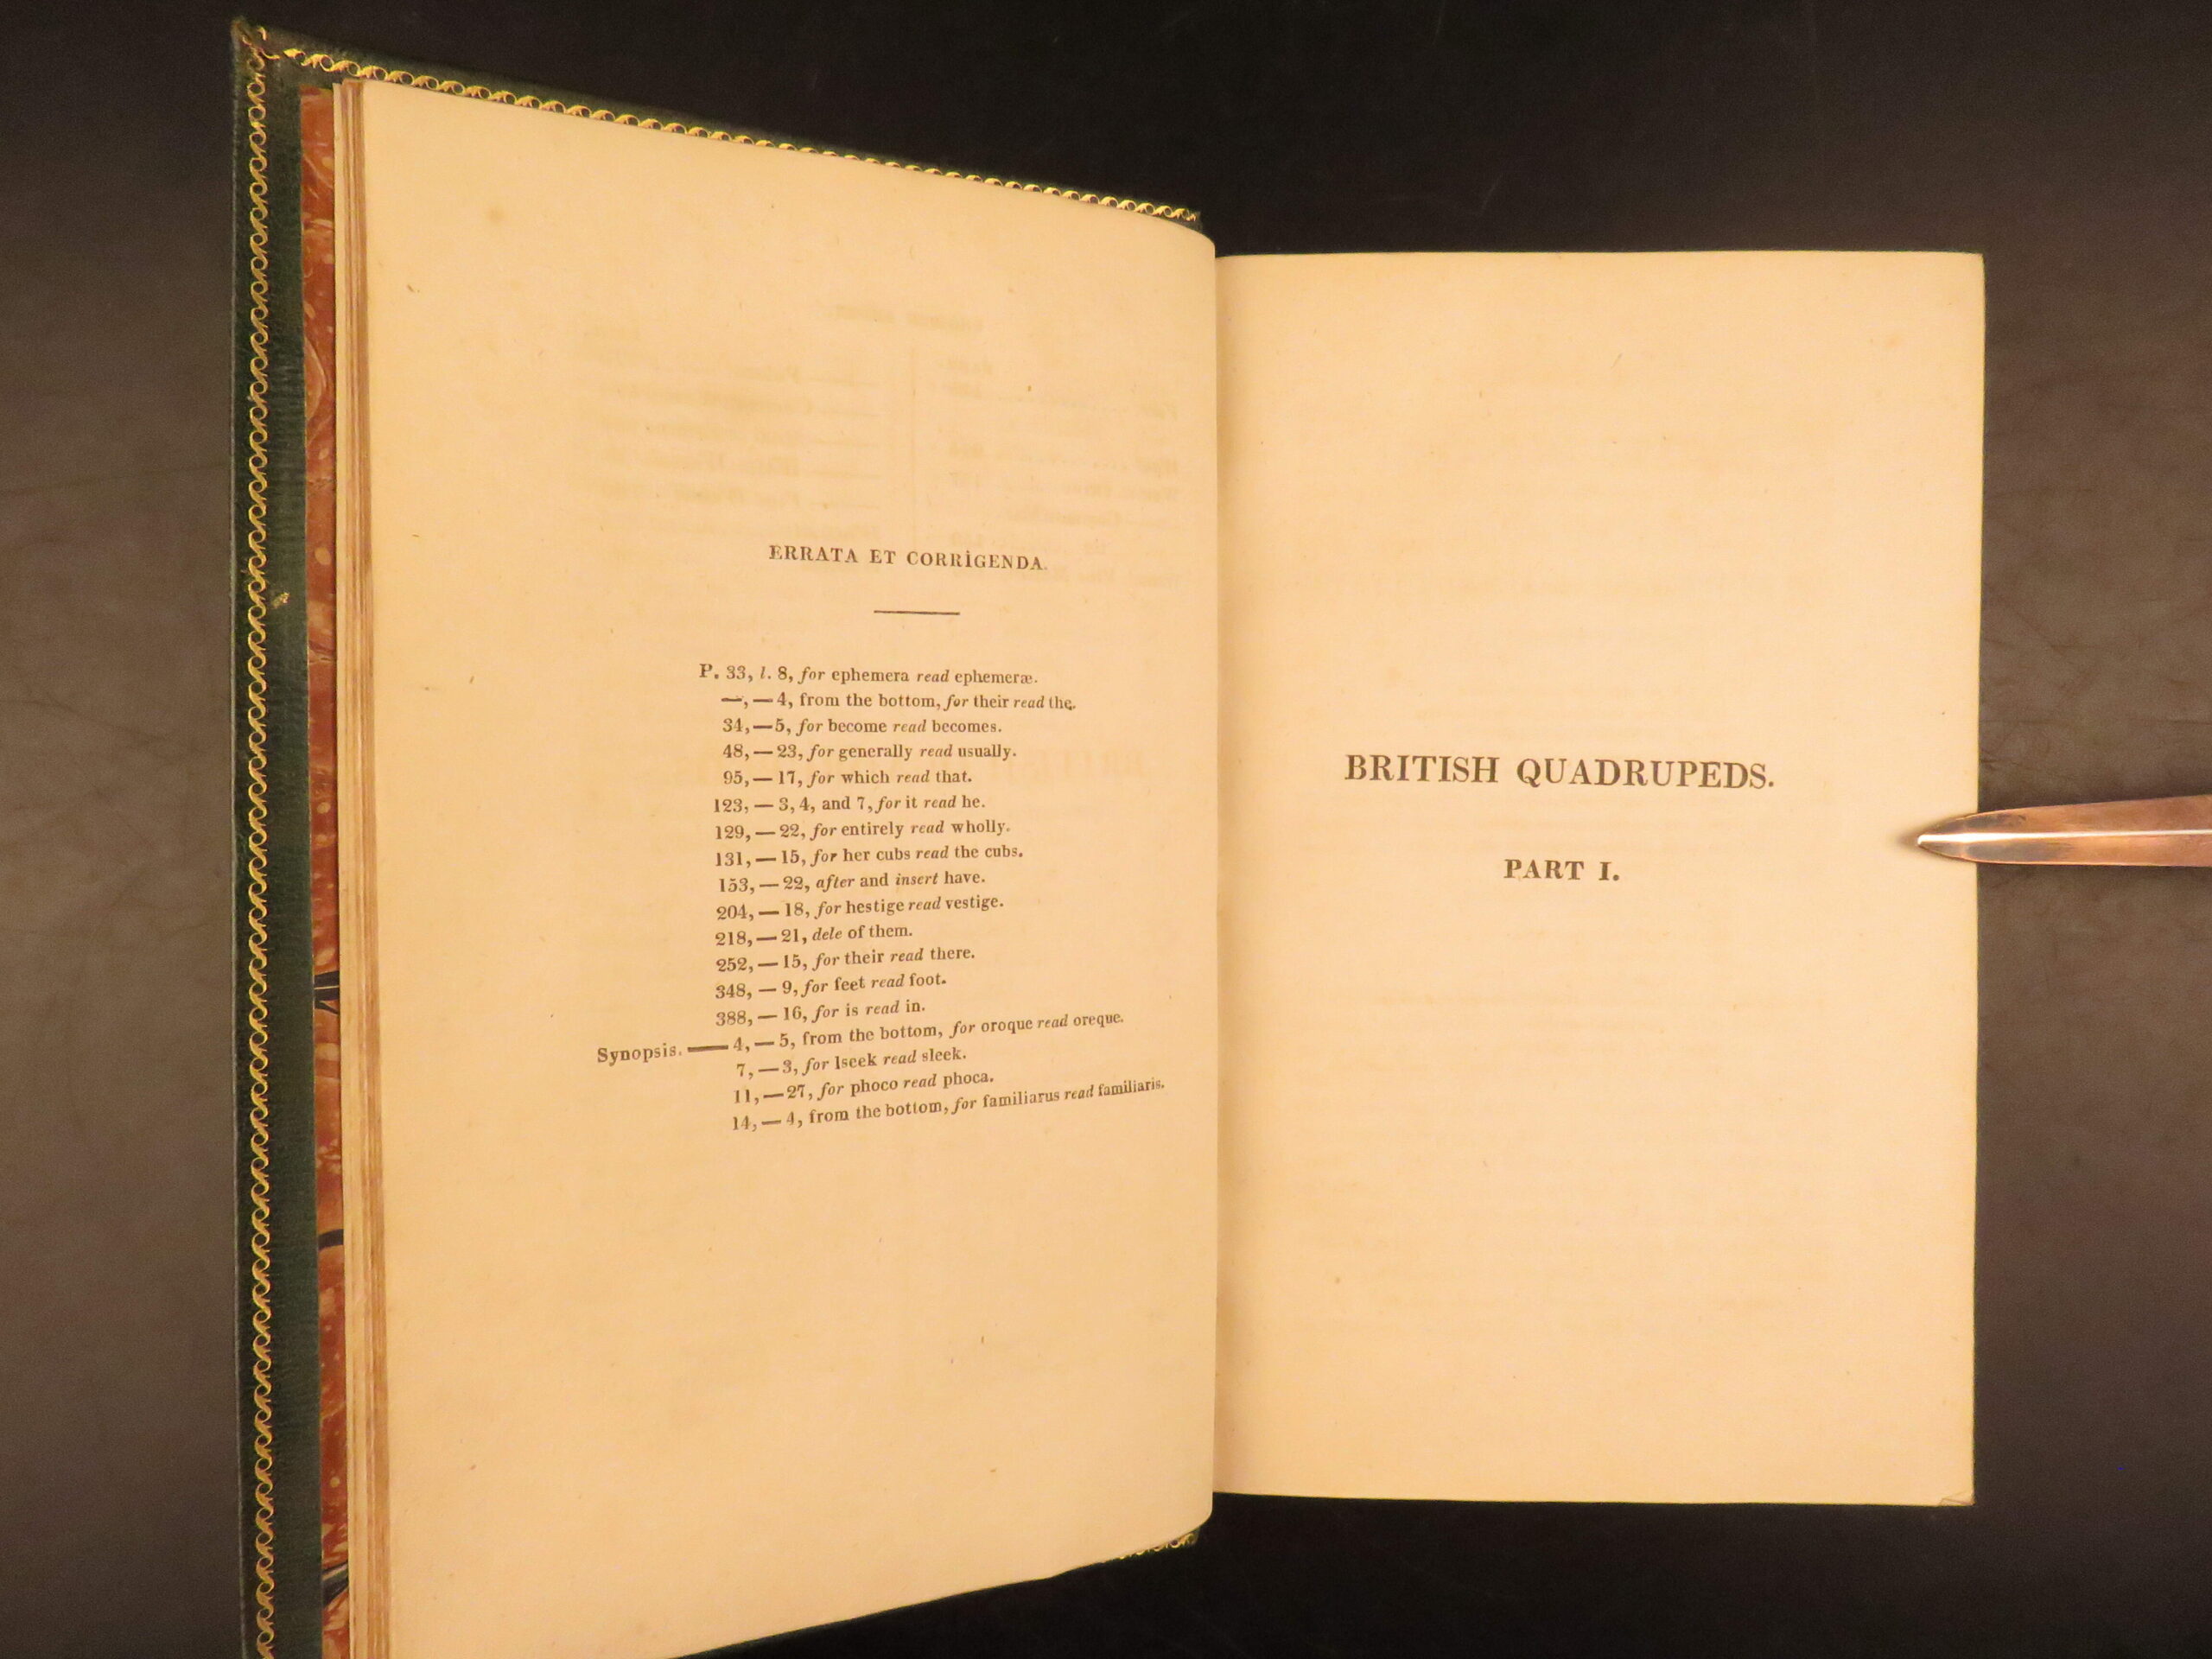 ERRATA ET CORRIGENDA.
P. 33, l. 8, for ephemera read ephemeræ.
—, — 4, from the bottom, for their read the.
34, — 5, for become read becomes.
48, — 23, for generally read usually.
95, — 17, for which read that.
123, — 3, 4, and 7, for it read he.
129, — 22, for entirely read wholly.
131, — 15, for her cubs read the cubs.
153, — 22, after and insert have.
204, — 18, for hestige read vestige.
218, — 21, dele of them.
252, — 15, for their read there.
348, — 9, for feet read foot.
388, — 16, for is read in.
Synopsis. — 4, — 5, from the bottom, for oroque read oreque.
7, — 3, for lseek read sleek.
11, — 27, for phoco read phoca.
14, — 4, from the bottom, for familiarus read familiaris.
BRITISH QUADRUPEDS.
PART I.